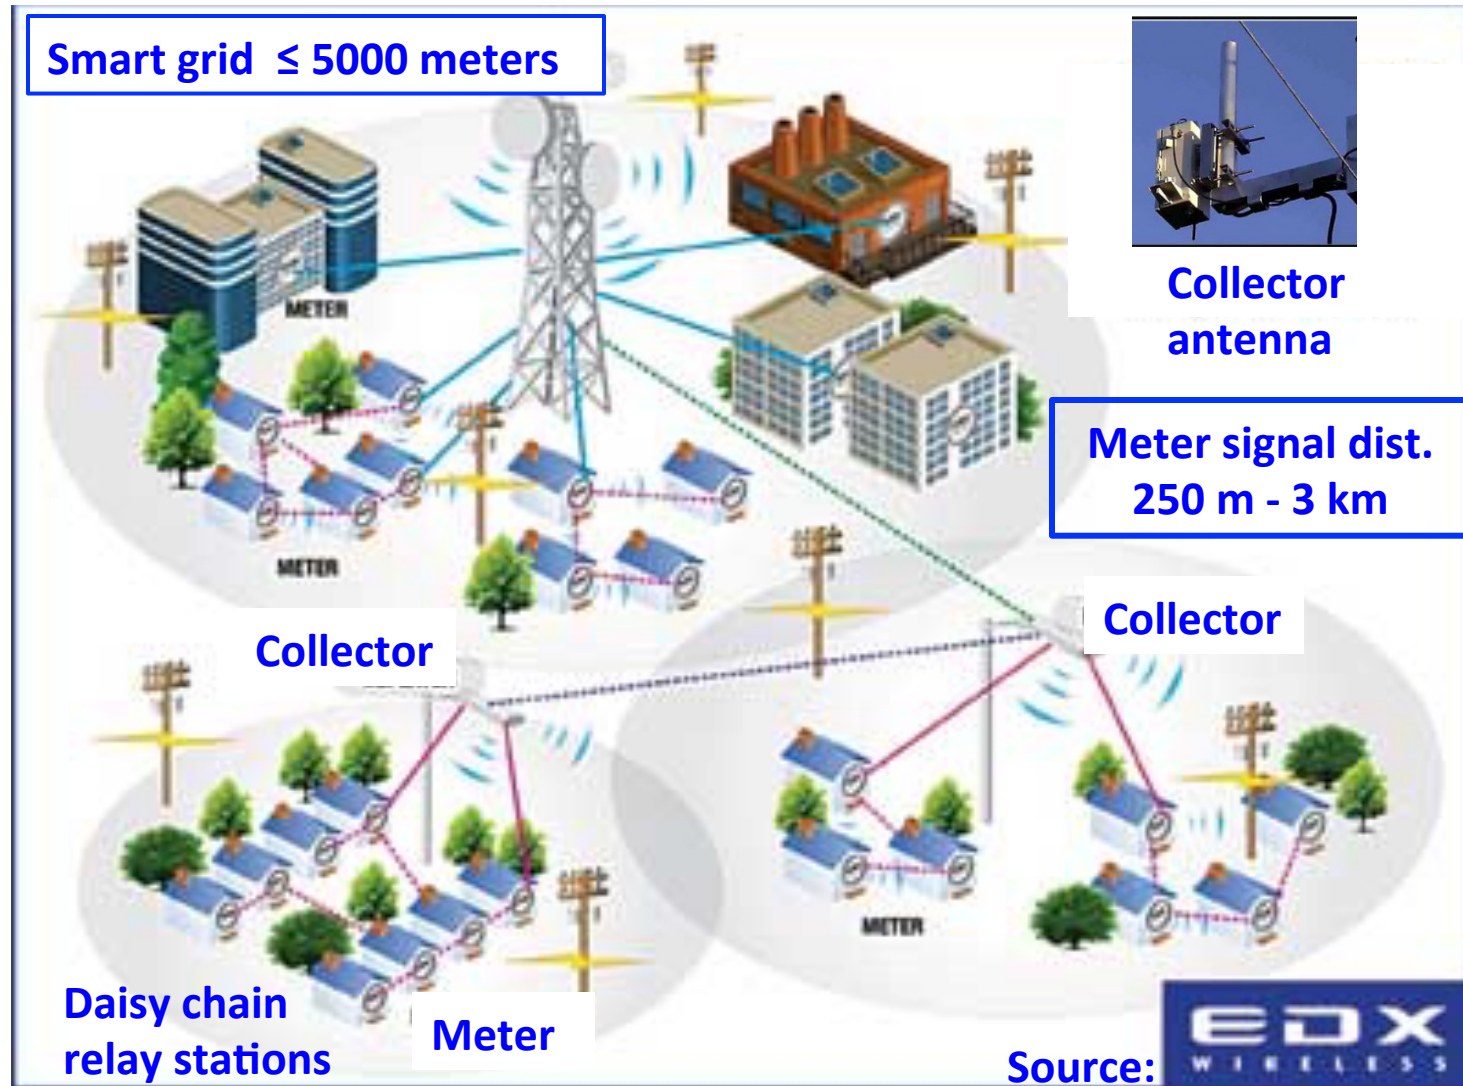 Smart grid ≤ 5000 meters
Collector
antenna
METER
Meter signal dist.
250 m - 3 km
METER
Collector
Collector
METER
Daisy chain
relay stations
Meter
Source:
EDX
WIRELESS